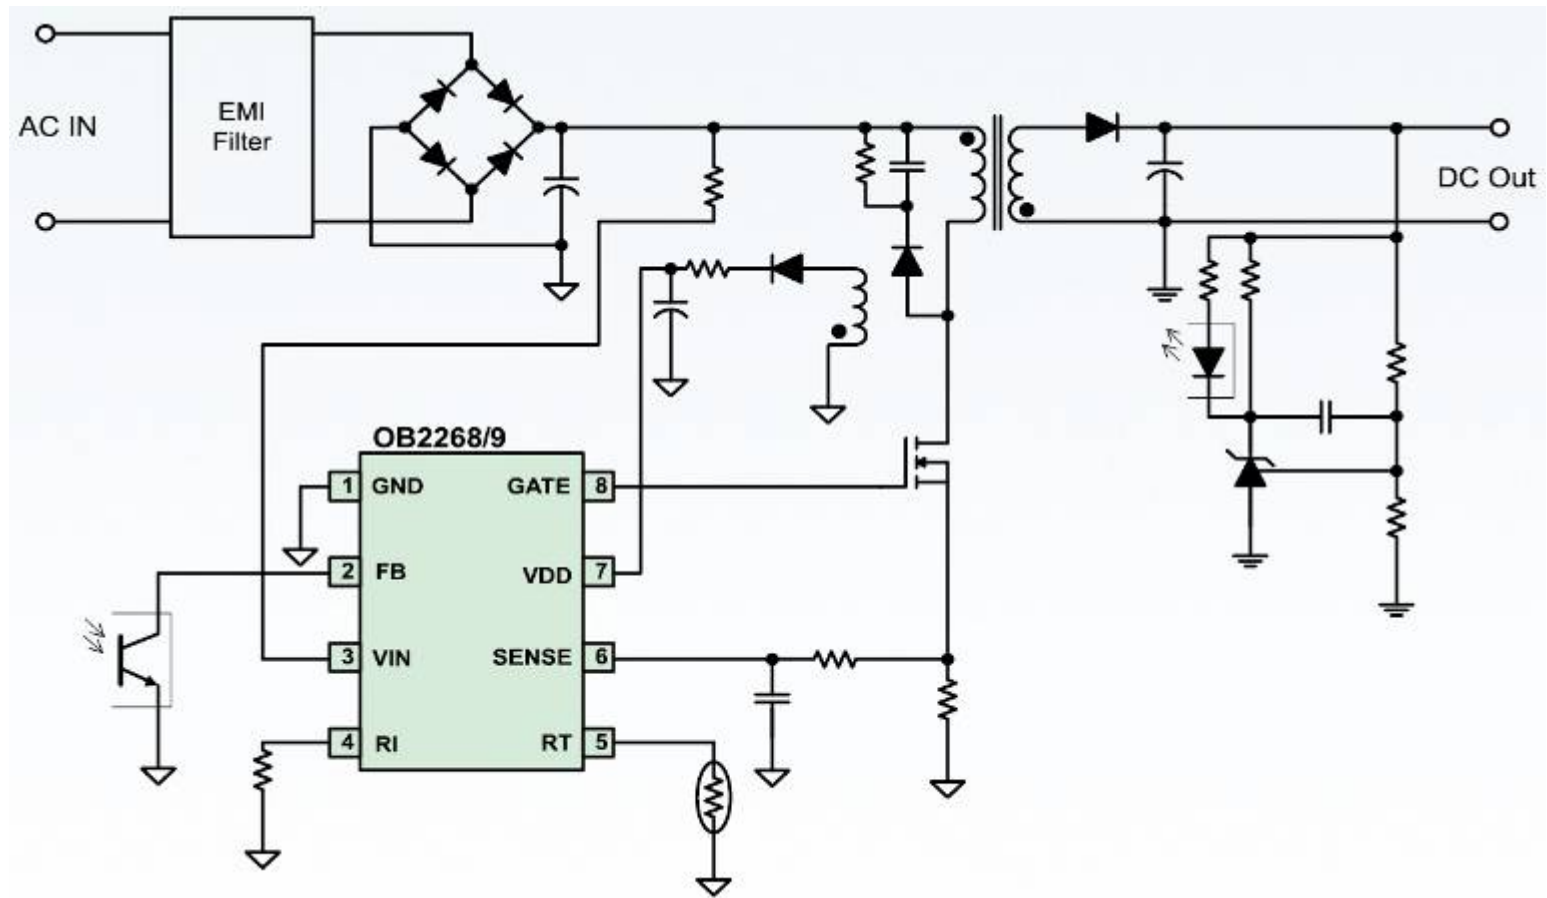 AC IN
EMI
Filter
DC Out
OB2268/9
1 GND GATE 8
2 FB VDD 7
3 VIN SENSE 6
4 RI RT 5